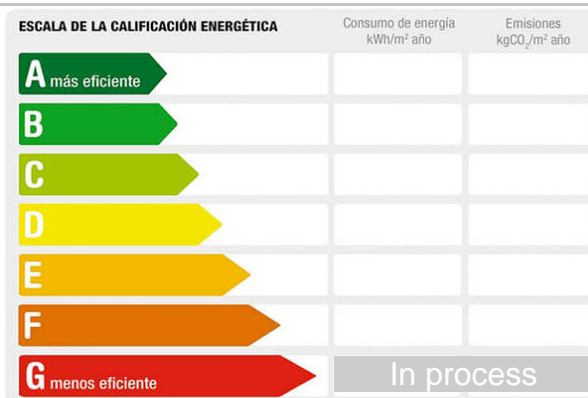 ESCALA DE LA CALIFICACIÓN ENERGÉTICA
Consumo de energía
kWh/m² año
Emisiones
kgCO₂/m² año
A más eficiente
B
C
D
E
F
G menos eficiente
In process